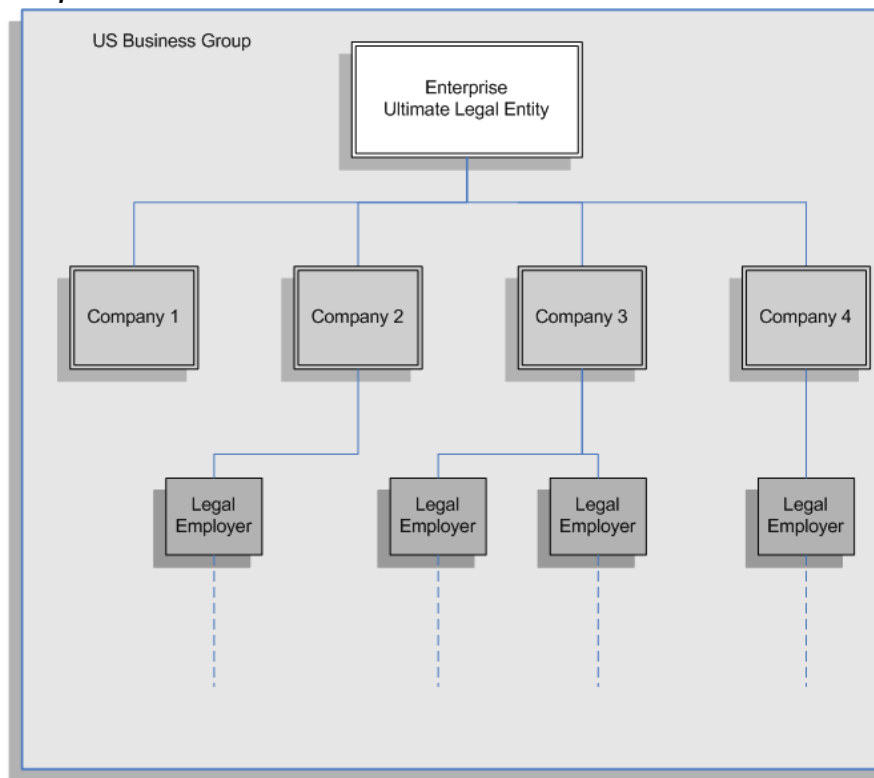 US Business Group
Enterprise
Ultimate Legal Entity
Company 1
Company 2
Company 3
Company 4
Legal
Employer
Legal
Employer
Legal
Employer
Legal
Employer